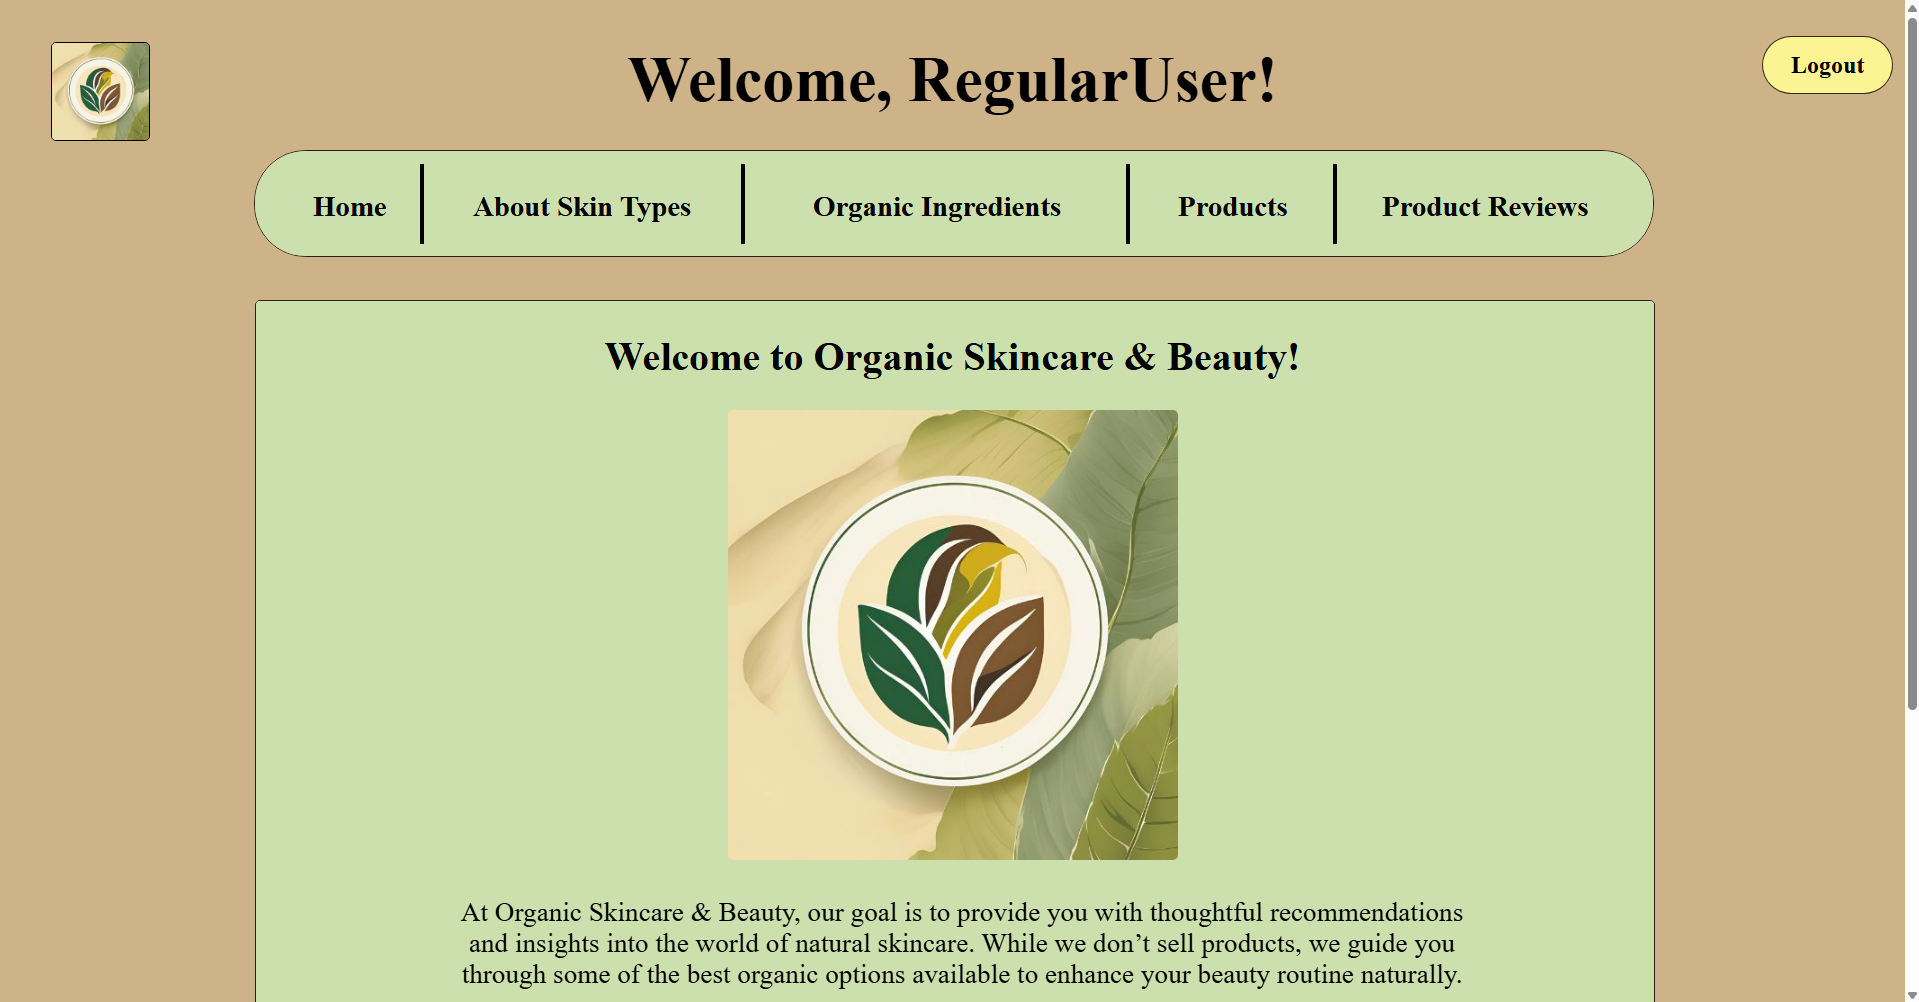 Welcome, RegularUser!
Logout
Home
About Skin Types
Organic Ingredients
Products
Product Reviews
Welcome to Organic Skincare & Beauty!
At Organic Skincare & Beauty, our goal is to provide you with thoughtful recommendations
and insights into the world of natural skincare. While we don’t sell products, we guide you
through some of the best organic options available to enhance your beauty routine naturally.